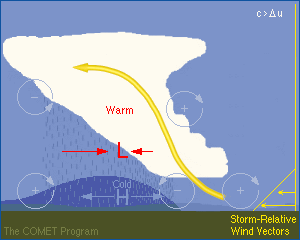 c>Δu
Warm
L
Cold
H
The COMET Program
Storm-Relative
Wind Vectors